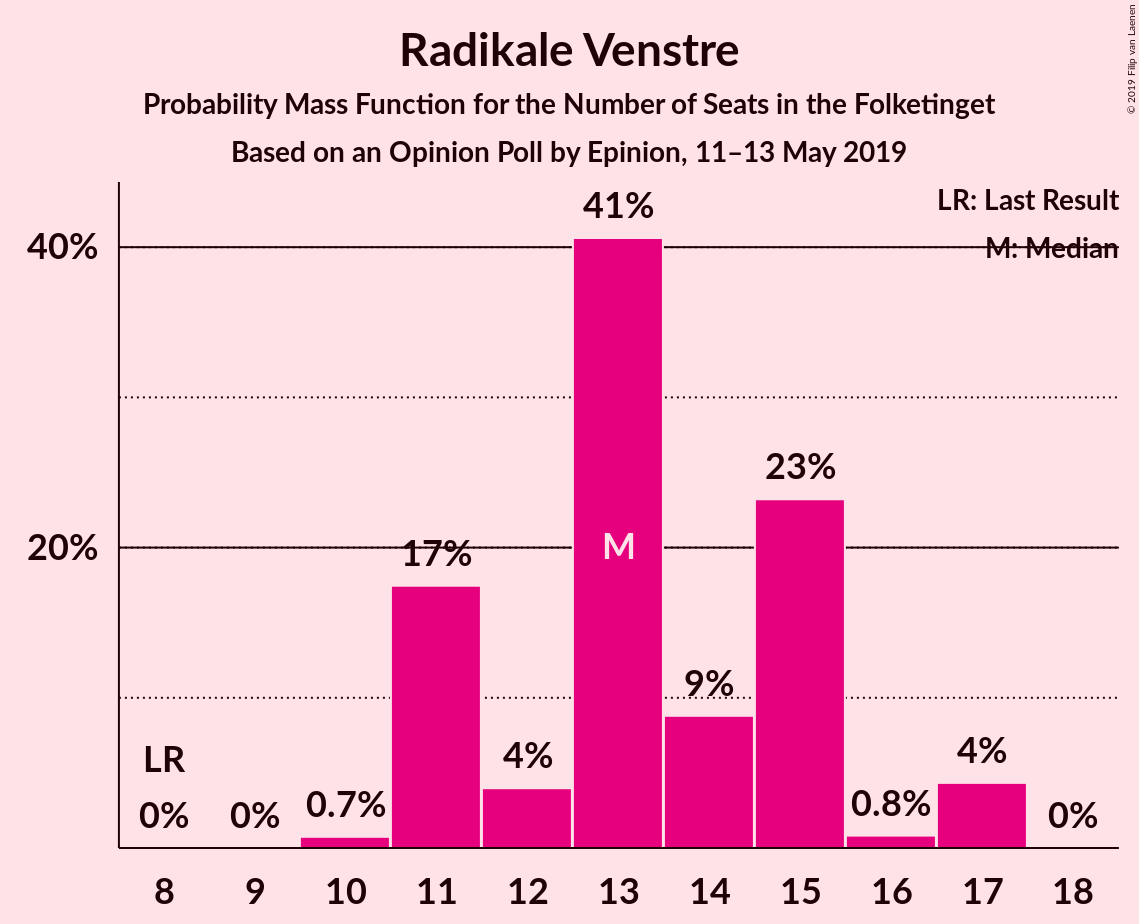 Radikale Venstre
Probability Mass Function for the Number of Seats in the Folketinget
Based on an Opinion Poll by Epinion, 11–13 May 2019
© 2019 Filip van Laenen
LR: Last Result
M: Median
40%
20%
LR
0%
0%
0.7%
17%
4%
41%
M
9%
23%
0.8%
4%
0%
8 9 10 11 12 13 14 15 16 17 18